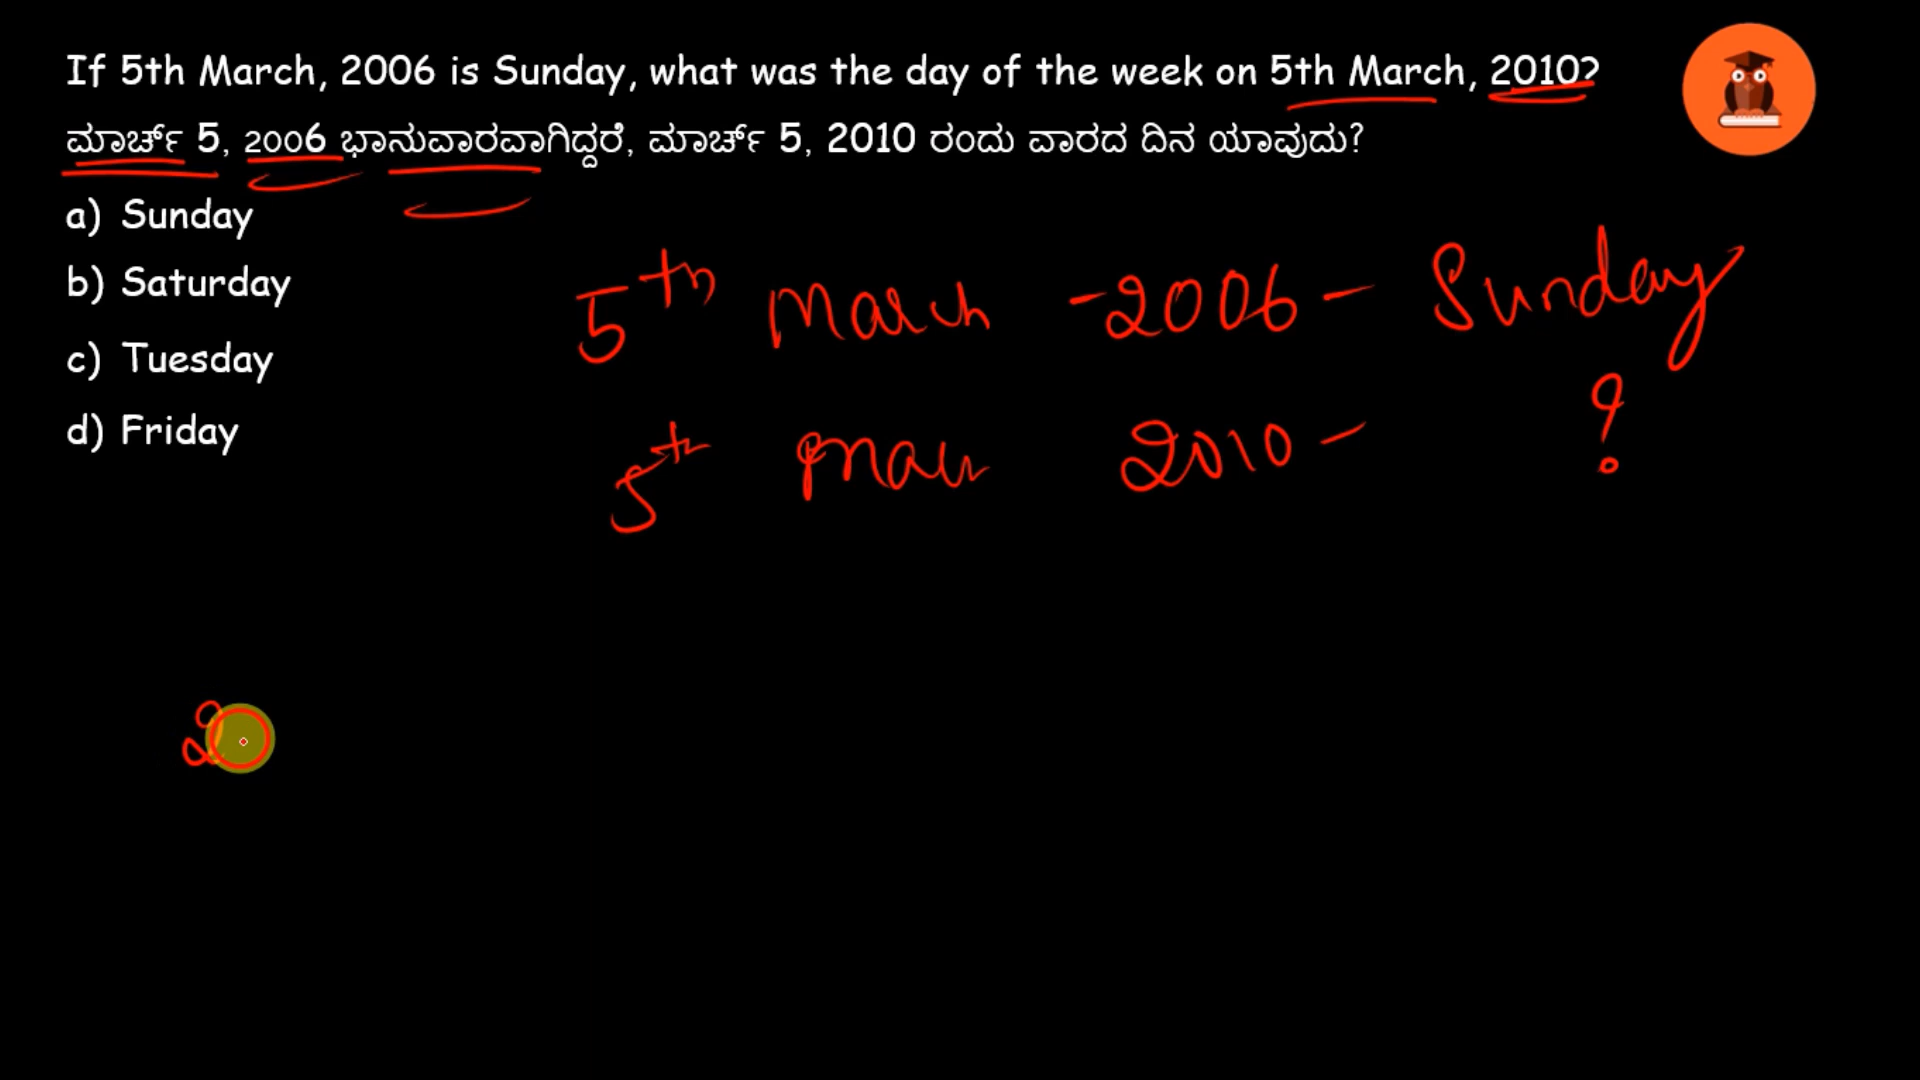 If 5th March, 2006 is Sunday, what was the day of the week on 5th March, 2010?
ಮಾರ್ಚ್ 5, 2006 ಭಾನುವಾರವಾಗಿದ್ದರೆ, ಮಾರ್ಚ್ 5, 2010 ರಂದು ವಾರದ ದಿನ ಯಾವುದು?
a) Sunday
b) Saturday
c) Tuesday
d) Friday
5th March - 2006 - Sunday
5th Mar 2010 - ?
2